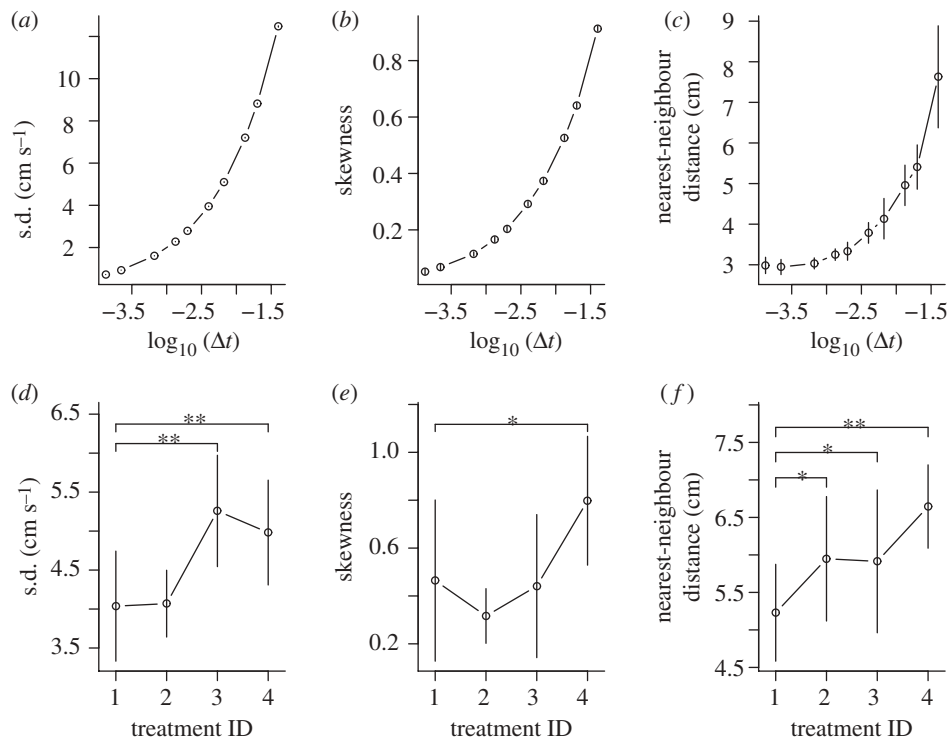 (a)
s.d. (cm s⁻¹)
10
8
6
4
2
−3.5 −2.5 −1.5
log₁₀ (Δt)
(b)
skewness
0.8
0.6
0.4
0.2
−3.5 −2.5 −1.5
log₁₀ (Δt)
(c)
nearest-neighbour
distance (cm)
9
8
7
6
5
4
3
−3.5 −2.5 −1.5
log₁₀ (Δt)
(d)
s.d. (cm s⁻¹)
6.5
5.5
4.5
3.5
**
**
1 2 3 4
treatment ID
(e)
skewness
1.0
0.6
0.2
*
1 2 3 4
treatment ID
(f)
nearest-neighbour
distance (cm)
7.5
6.5
5.5
4.5
**
*
*
1 2 3 4
treatment ID